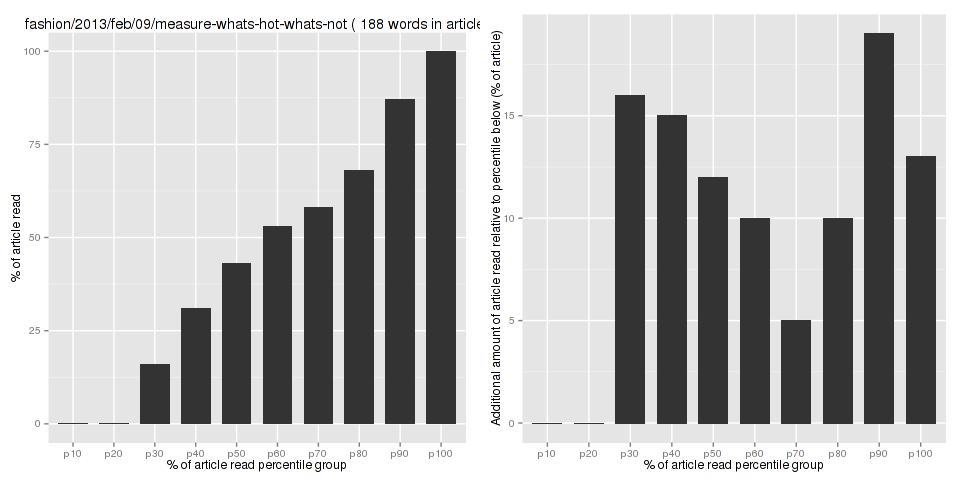 fashion/2013/feb/09/measure-whats-hot-whats-not ( 188 words in article
100
75
50
25
0
% of article read
p10 p20 p30 p40 p50 p60 p70 p80 p90 p100
% of article read percentile group
Additional amount of article read relative to percentile below (% of article)
15
10
5
0
p10 p20 p30 p40 p50 p60 p70 p80 p90 p100
% of article read percentile group